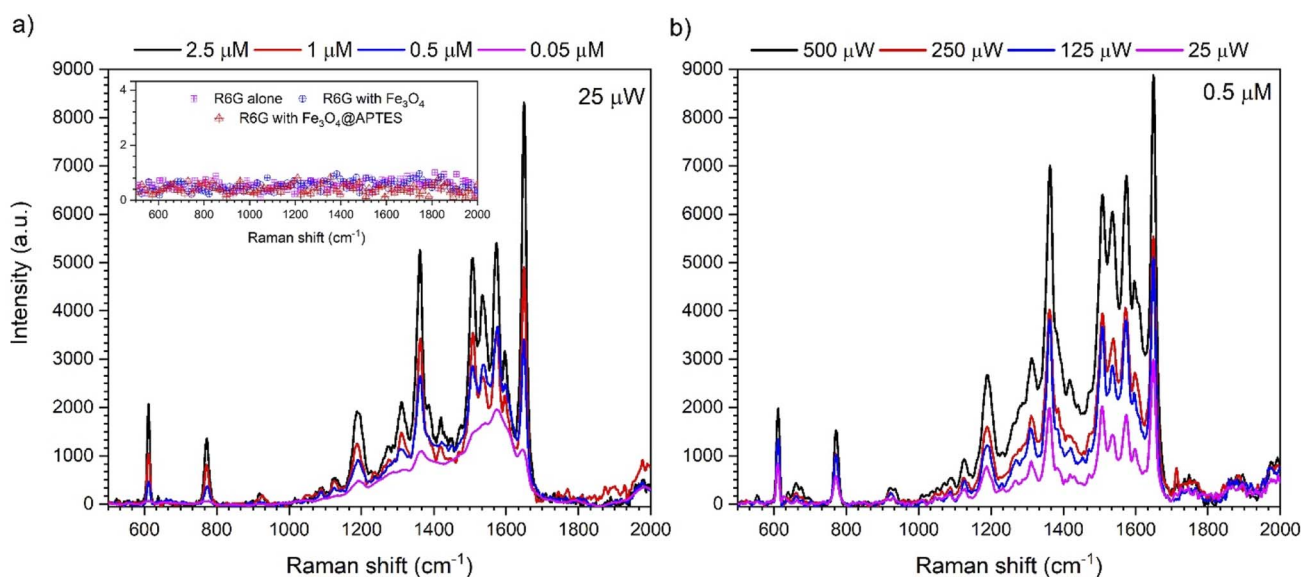 a)
2.5 μM 1 μM 0.5 μM 0.05 μM
9000
8000
7000
6000
5000
4000
3000
2000
1000
0
Intensity (a.u.)
25 μW
4
2
0
R6G alone R6G with Fe₃O₄
R6G with Fe₃O₄@APTES
600 800 1000 1200 1400 1600 1800 2000
Raman shift (cm⁻¹)
600 800 1000 1200 1400 1600 1800 2000
Raman shift (cm⁻¹)
b)
500 μW 250 μW 125 μW 25 μW
9000
8000
7000
6000
5000
4000
3000
2000
1000
0
0.5 μM
600 800 1000 1200 1400 1600 1800 2000
Raman shift (cm⁻¹)